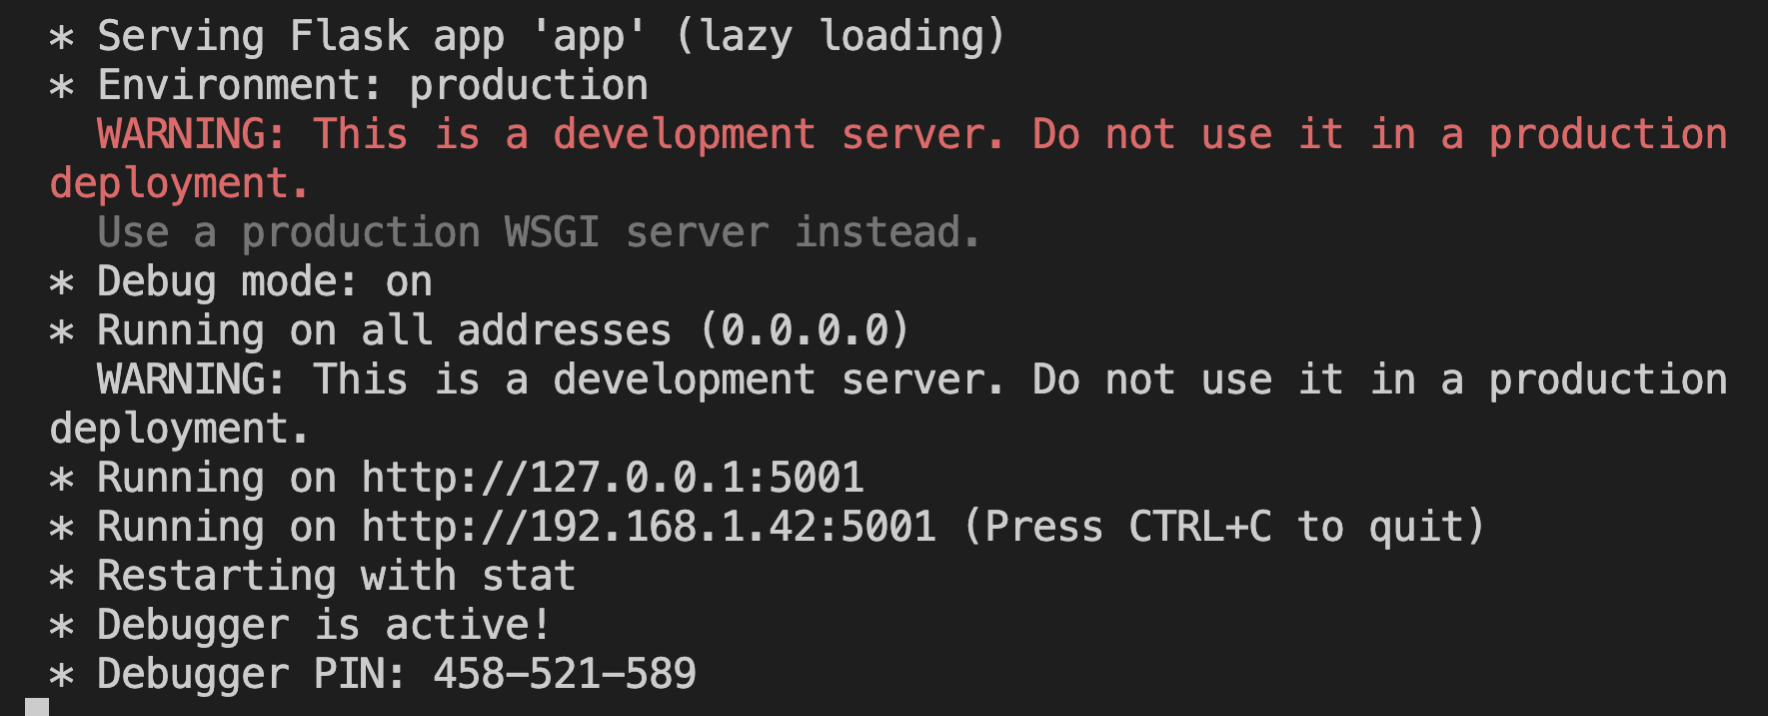 * Serving Flask app 'app' (lazy loading)
* Environment: production
WARNING: This is a development server. Do not use it in a production
deployment.
Use a production WSGI server instead.
* Debug mode: on
* Running on all addresses (0.0.0.0)
WARNING: This is a development server. Do not use it in a production
deployment.
* Running on http://127.0.0.1:5001
* Running on http://192.168.1.42:5001 (Press CTRL+C to quit)
* Restarting with stat
* Debugger is active!
* Debugger PIN: 458-521-589